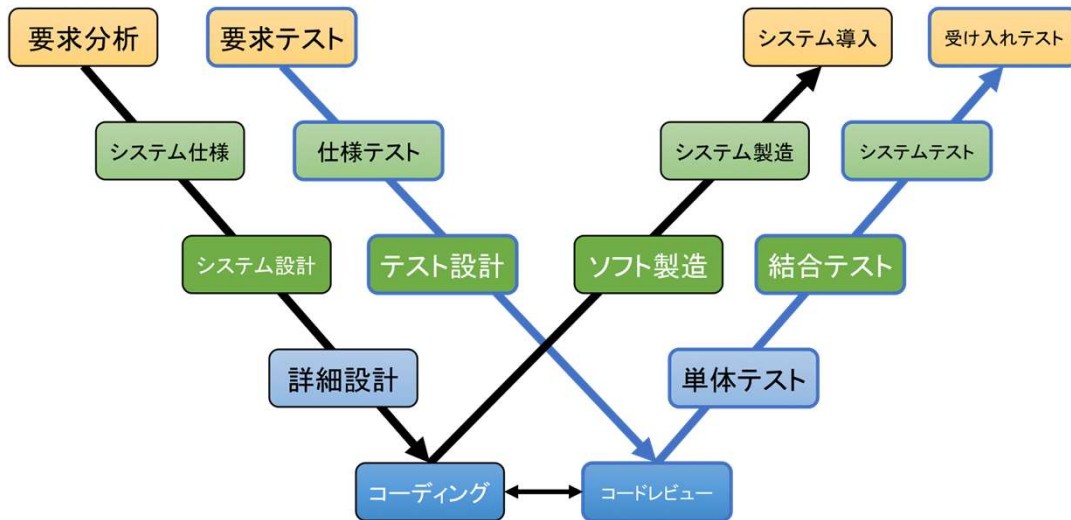 要求分析
要求テスト
システム導入
受け入れテスト
システム仕様
仕様テスト
システム製造
システムテスト
システム設計
テスト設計
ソフト製造
結合テスト
詳細設計
単体テスト
コーディング
コードレビュー